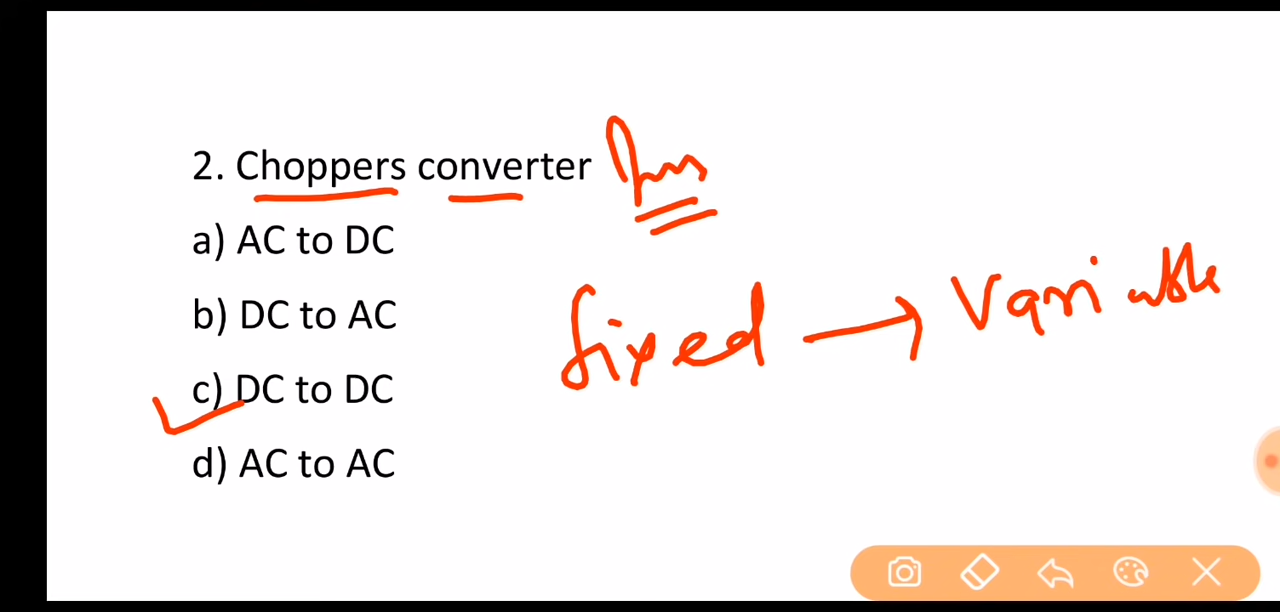 2. Choppers converter
a) AC to DC
b) DC to AC
fixed → Variable
c) DC to DC
d) AC to AC